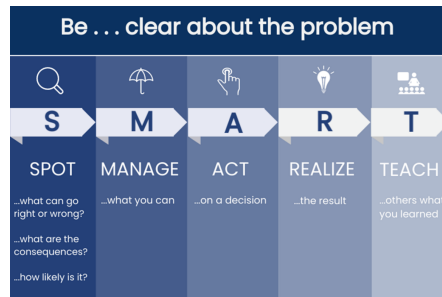 Be . . . clear about the problem
S
M
A
R
T
SPOT
MANAGE
ACT
REALIZE
TEACH
...what can go
right or wrong?
...what are the
consequences?
...how likely is it?
...what you can
...on a decision
...the result
...others what
you learned